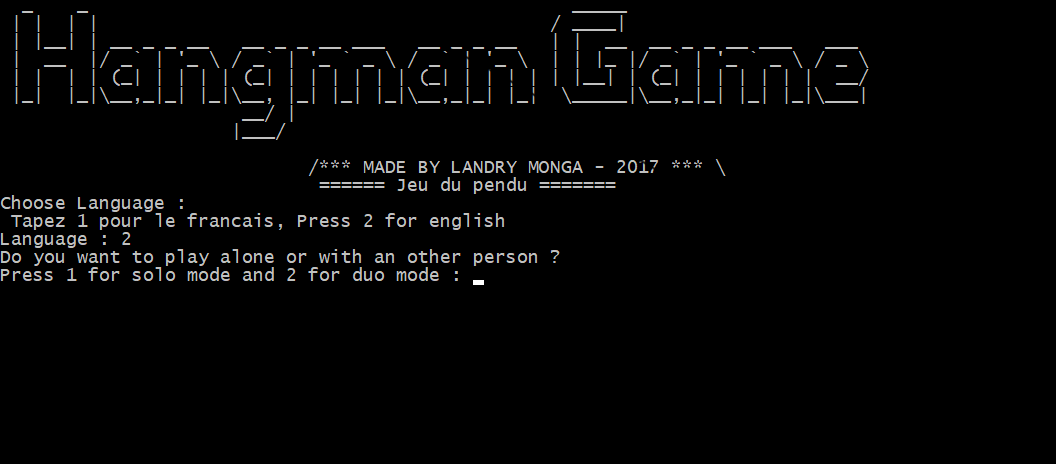 Hangman Game
/*** MADE BY LANDRY MONGA - 2017 *** \
====== Jeu du pendu =======
Choose Language :
Tapez 1 pour le francais, Press 2 for english
Language : 2
Do you want to play alone or with an other person ?
Press 1 for solo mode and 2 for duo mode :